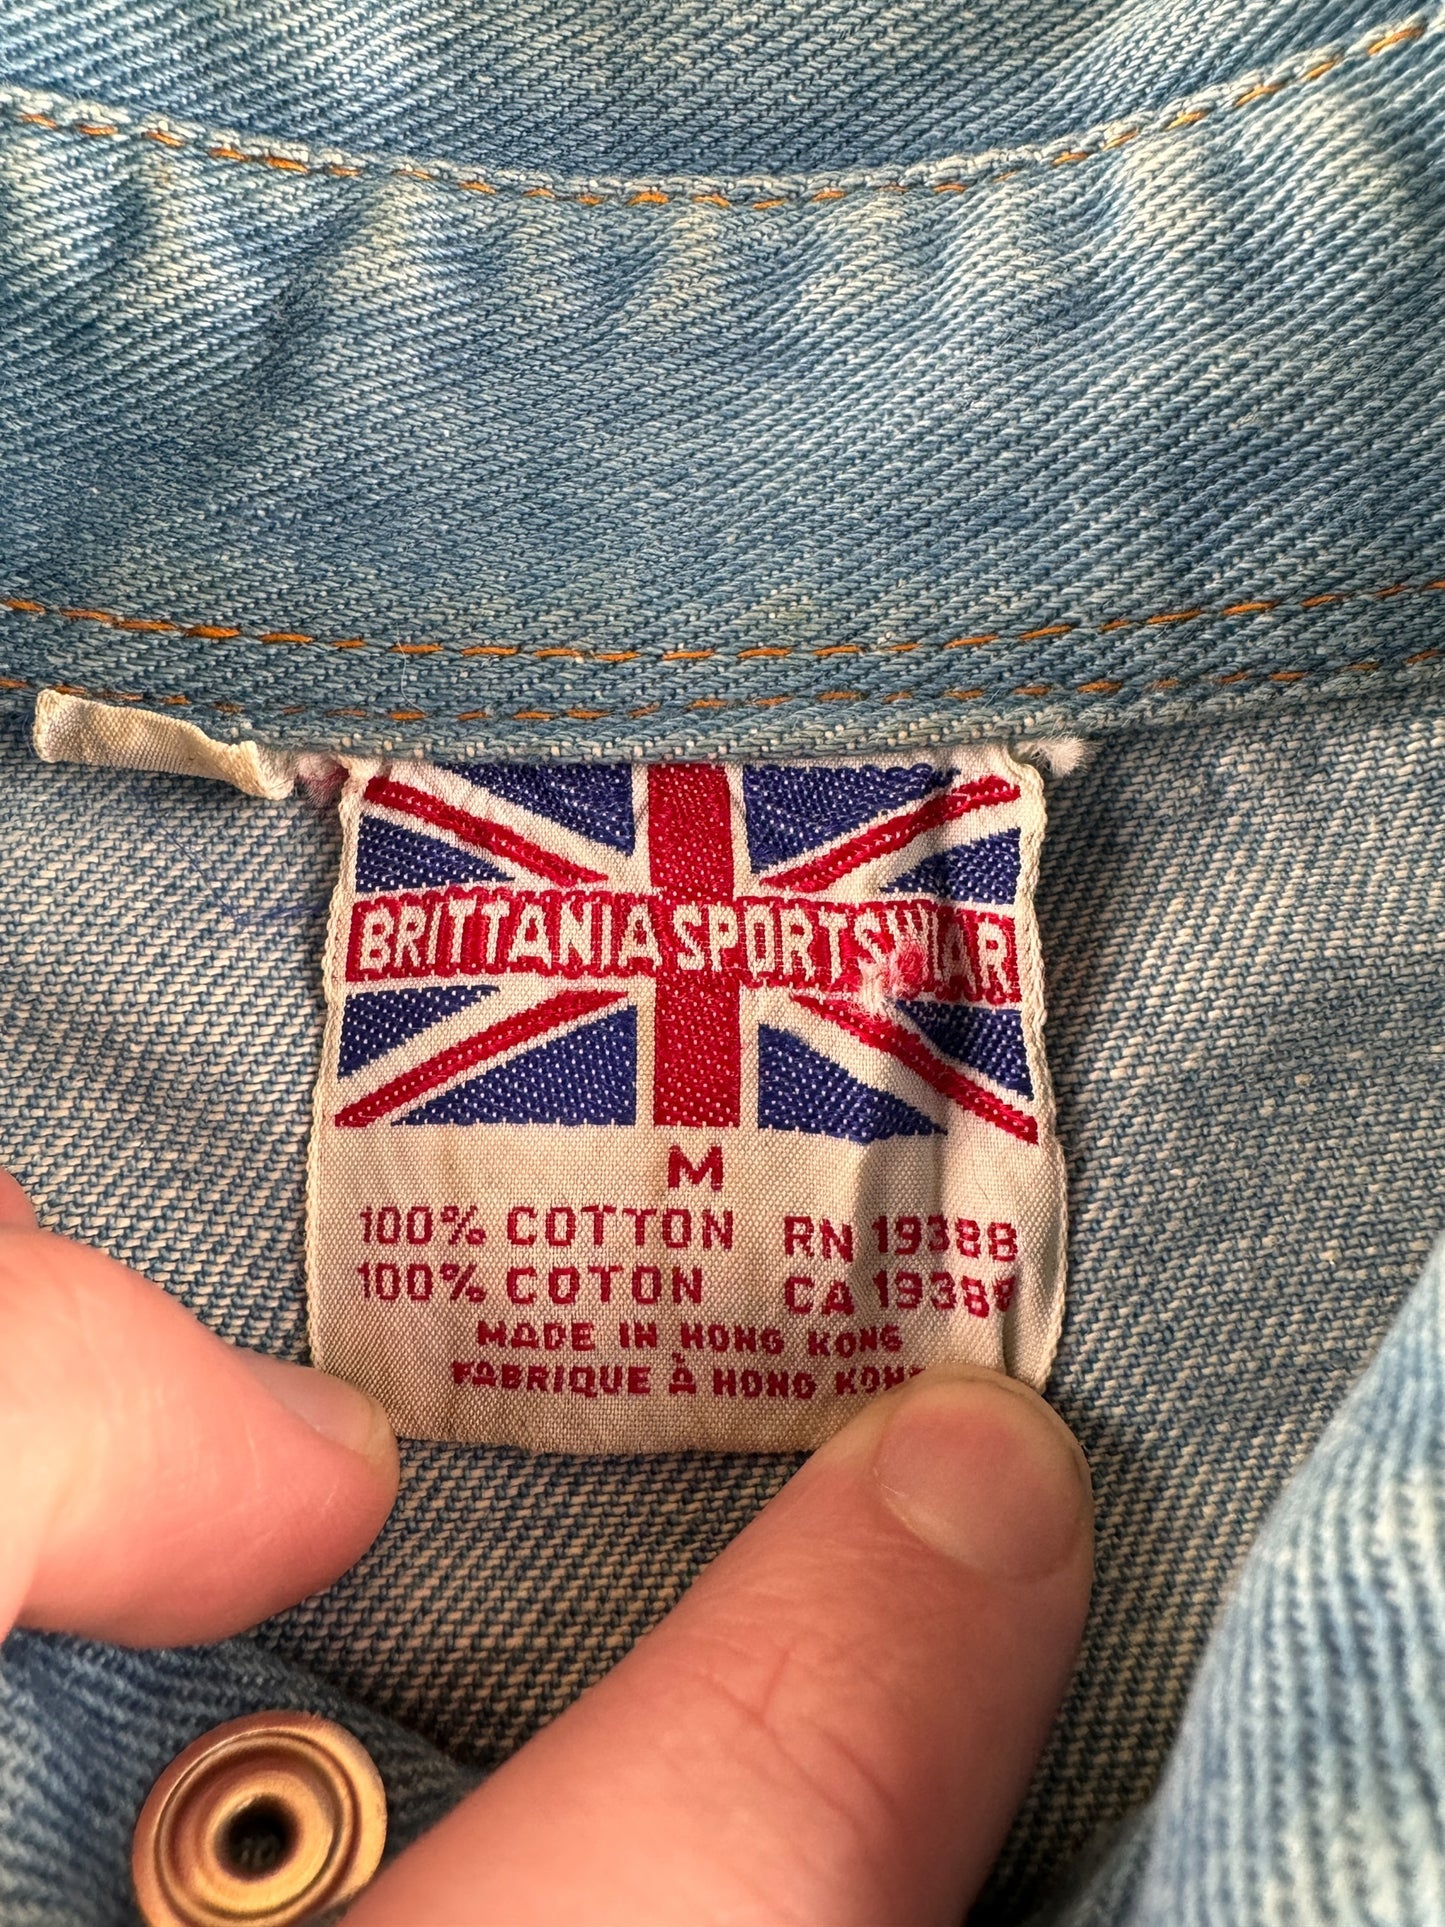 BRITTANIA SPORTSWEAR
M
100% COTTON RN 19388
100% COTON CA 19388
MADE IN HONG KONG
FABRIQUE À HONG KONG